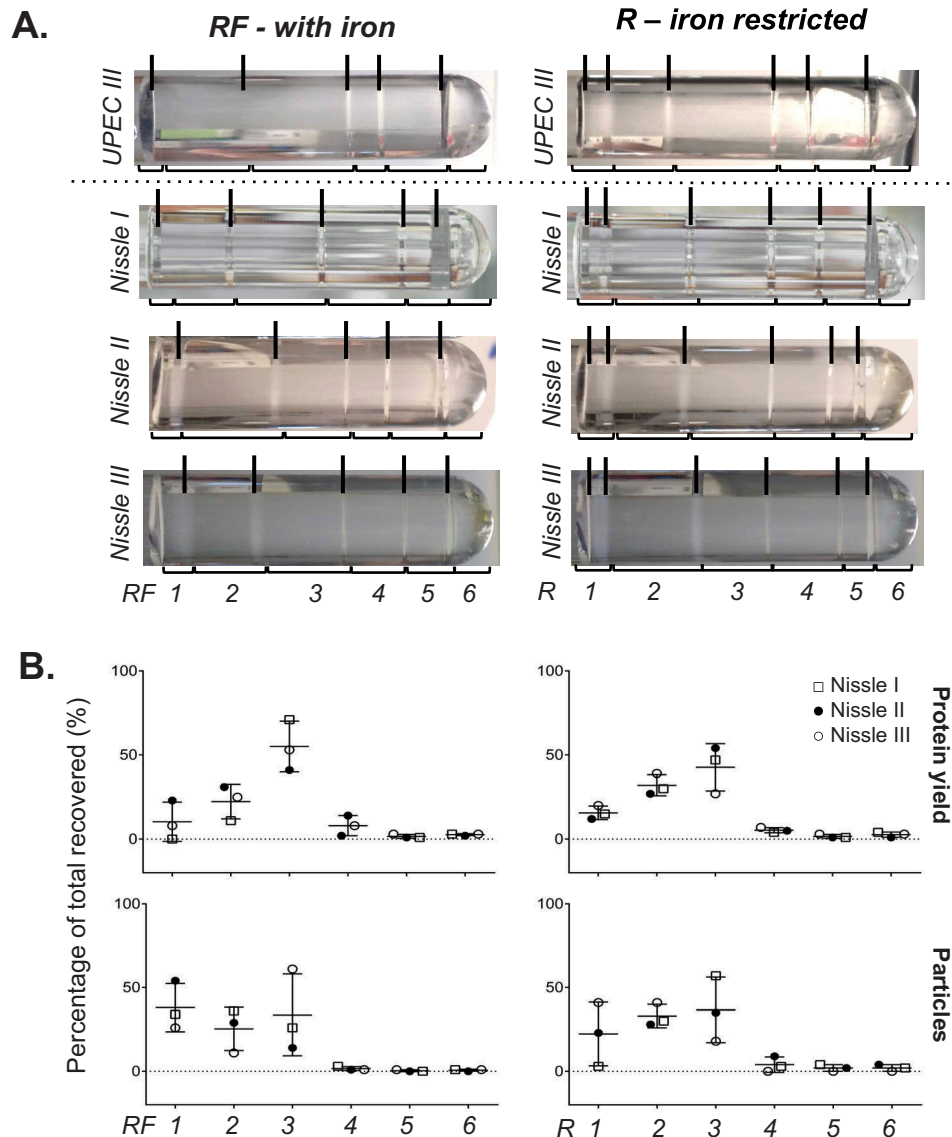 A.
RF - with iron
R – iron restricted
UPEC III
UPEC III
Nissle I
Nissle I
Nissle II
Nissle II
Nissle III
Nissle III
RF 1 2 3 4 5 6
R 1 2 3 4 5 6
B.
Percentage of total recovered (%)
100
50
0
100
50
0
Nissle I
Nissle II
Nissle III
Protein yield
100
50
0
100
50
0
Particles
RF 1 2 3 4 5 6
R 1 2 3 4 5 6